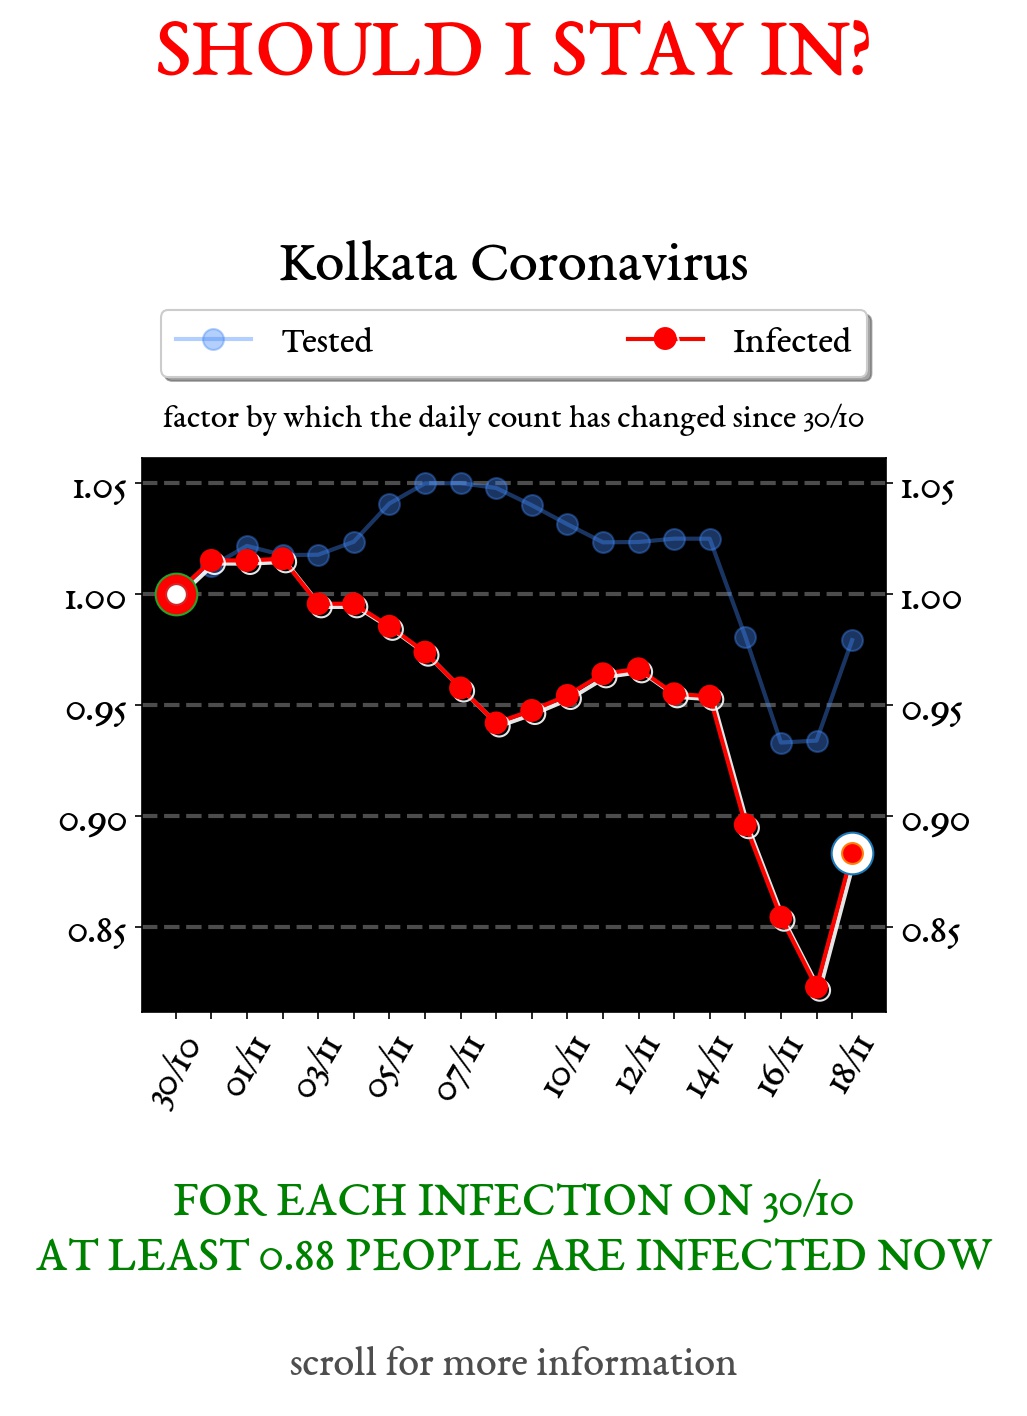 SHOULD I STAY IN?
Kolkata Coronavirus
Tested Infected
factor by which the daily count has changed since 30/10
1.05 1.05
1.00 1.00
0.95 0.95
0.90 0.90
0.85 0.85
30/10 01/11 03/11 05/11 07/11 10/11 12/11 14/11 16/11 18/11
FOR EACH INFECTION ON 30/10
AT LEAST 0.88 PEOPLE ARE INFECTED NOW
scroll for more information